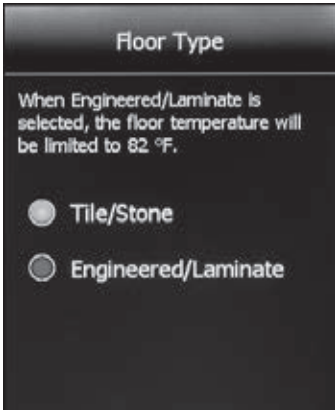 Floor Type
When Engineered/Laminate is
selected, the floor temperature will
be limited to 82 °F.
Tile/Stone
Engineered/Laminate